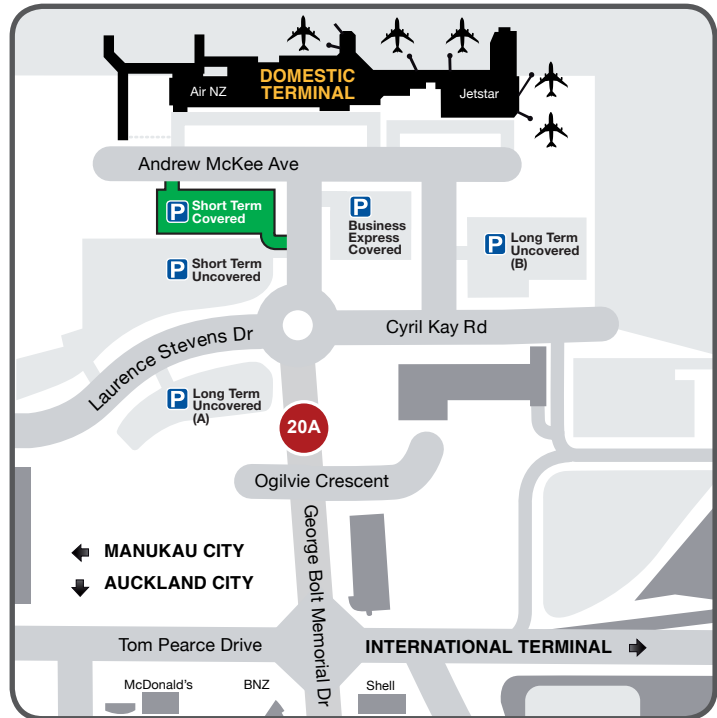 DOMESTIC
TERMINAL
Air NZ
Jetstar
Andrew McKee Ave
P Short Term
Covered
P
Business
Express
Covered
P Long Term
Uncovered
(B)
P Short Term
Uncovered
Cyril Kay Rd
Laurence Stevens Dr
P Long Term
Uncovered
(A)
20A
Ogilvie Crescent
George Bolt Memorial Dr
MANUKAU CITY
AUCKLAND CITY
Tom Pearce Drive
INTERNATIONAL TERMINAL
McDonald's
BNZ
Shell